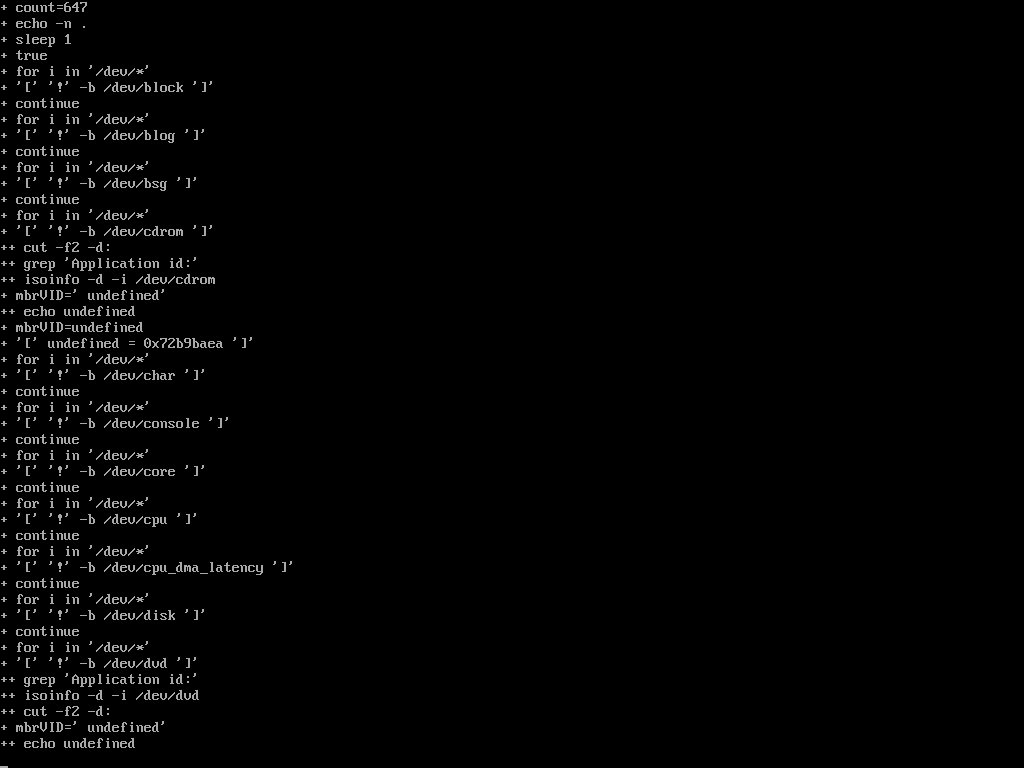 + count=647
+ echo -n .
+ sleep 1
+ true
+ for i in '/dev/*'
+ '[' '!' -b /dev/block ']'
+ continue
+ for i in '/dev/*'
+ '[' '!' -b /dev/blog ']'
+ continue
+ for i in '/dev/*'
+ '[' '!' -b /dev/bsg ']'
+ continue
+ for i in '/dev/*'
+ '[' '!' -b /dev/cdrom ']'
++ cut -f2 -d:
++ grep 'Application id:'
++ isoinfo -d -i /dev/cdrom
+ mbrVID=' undefined'
++ echo undefined
+ mbrVID=undefined
+ '[' undefined = 0x72b9baea ']'
+ for i in '/dev/*'
+ '[' '!' -b /dev/char ']'
+ continue
+ for i in '/dev/*'
+ '[' '!' -b /dev/console ']'
+ continue
+ for i in '/dev/*'
+ '[' '!' -b /dev/core ']'
+ continue
+ for i in '/dev/*'
+ '[' '!' -b /dev/cpu ']'
+ continue
+ for i in '/dev/*'
+ '[' '!' -b /dev/cpu_dma_latency ']'
+ continue
+ for i in '/dev/*'
+ '[' '!' -b /dev/disk ']'
+ continue
+ for i in '/dev/*'
+ '[' '!' -b /dev/dvd ']'
++ grep 'Application id:'
++ isoinfo -d -i /dev/dvd
++ cut -f2 -d:
+ mbrVID=' undefined'
++ echo undefined